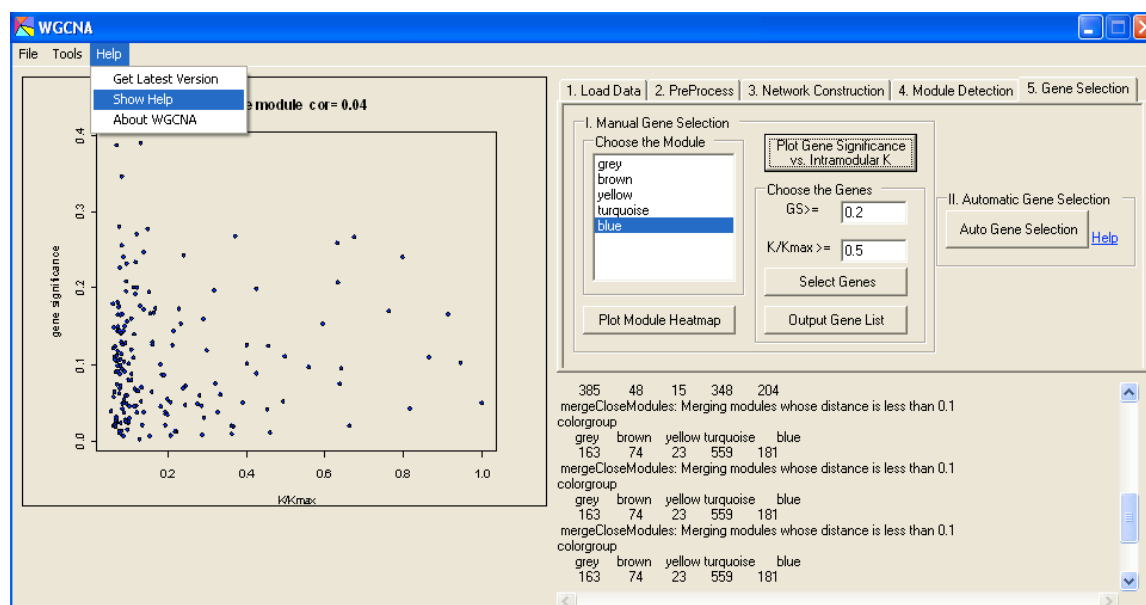 WGCNA
File Tools Help
Get Latest Version
Show Help
About WGCNA
e module cor= 0.04
gene significance
0.4
0.3
0.2
0.1
0.0
0.2 0.4 0.6 0.8 1.0
K/Kmax
1. Load Data 2. PreProcess 3. Network Construction 4. Module Detection 5. Gene Selection
I. Manual Gene Selection
Choose the Module
grey
brown
yellow
turquoise
blue
Plot Module Heatmap
Plot Gene Significance
vs. Intramodular K
Choose the Genes
GS>= 0.2
K/Kmax >= 0.5
Select Genes
Output Gene List
II. Automatic Gene Selection
Auto Gene Selection
Help
385 48 15 348 204
mergeCloseModules: Merging modules whose distance is less than 0.1
colorgroup
grey brown yellow turquoise blue
163 74 23 559 181
mergeCloseModules: Merging modules whose distance is less than 0.1
colorgroup
grey brown yellow turquoise blue
163 74 23 559 181
mergeCloseModules: Merging modules whose distance is less than 0.1
colorgroup
grey brown yellow turquoise blue
163 74 23 559 181